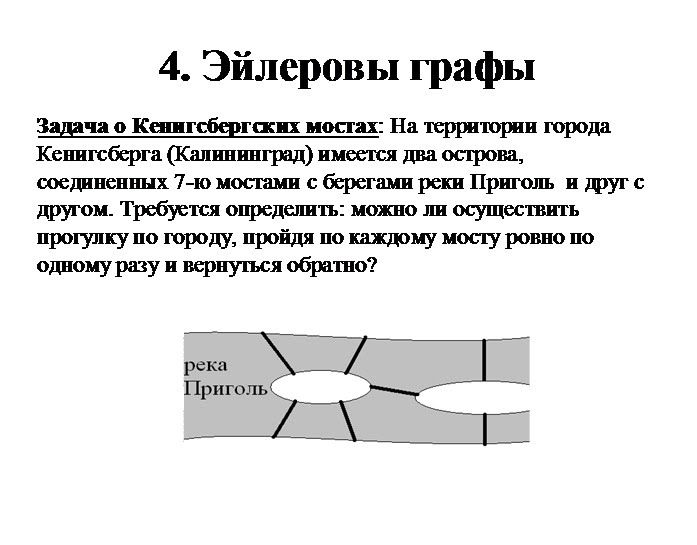 4. Эйлеровы графы
Задача о Кенигсбергских мостах: На территории города
Кенигсберга (Калининград) имеется два острова,
соединенных 7-ю мостами с берегами реки Приголь и друг с
другом. Требуется определить: можно ли осуществить
прогулку по городу, пройдя по каждому мосту ровно по
одному разу и вернуться обратно?
река
Приголь